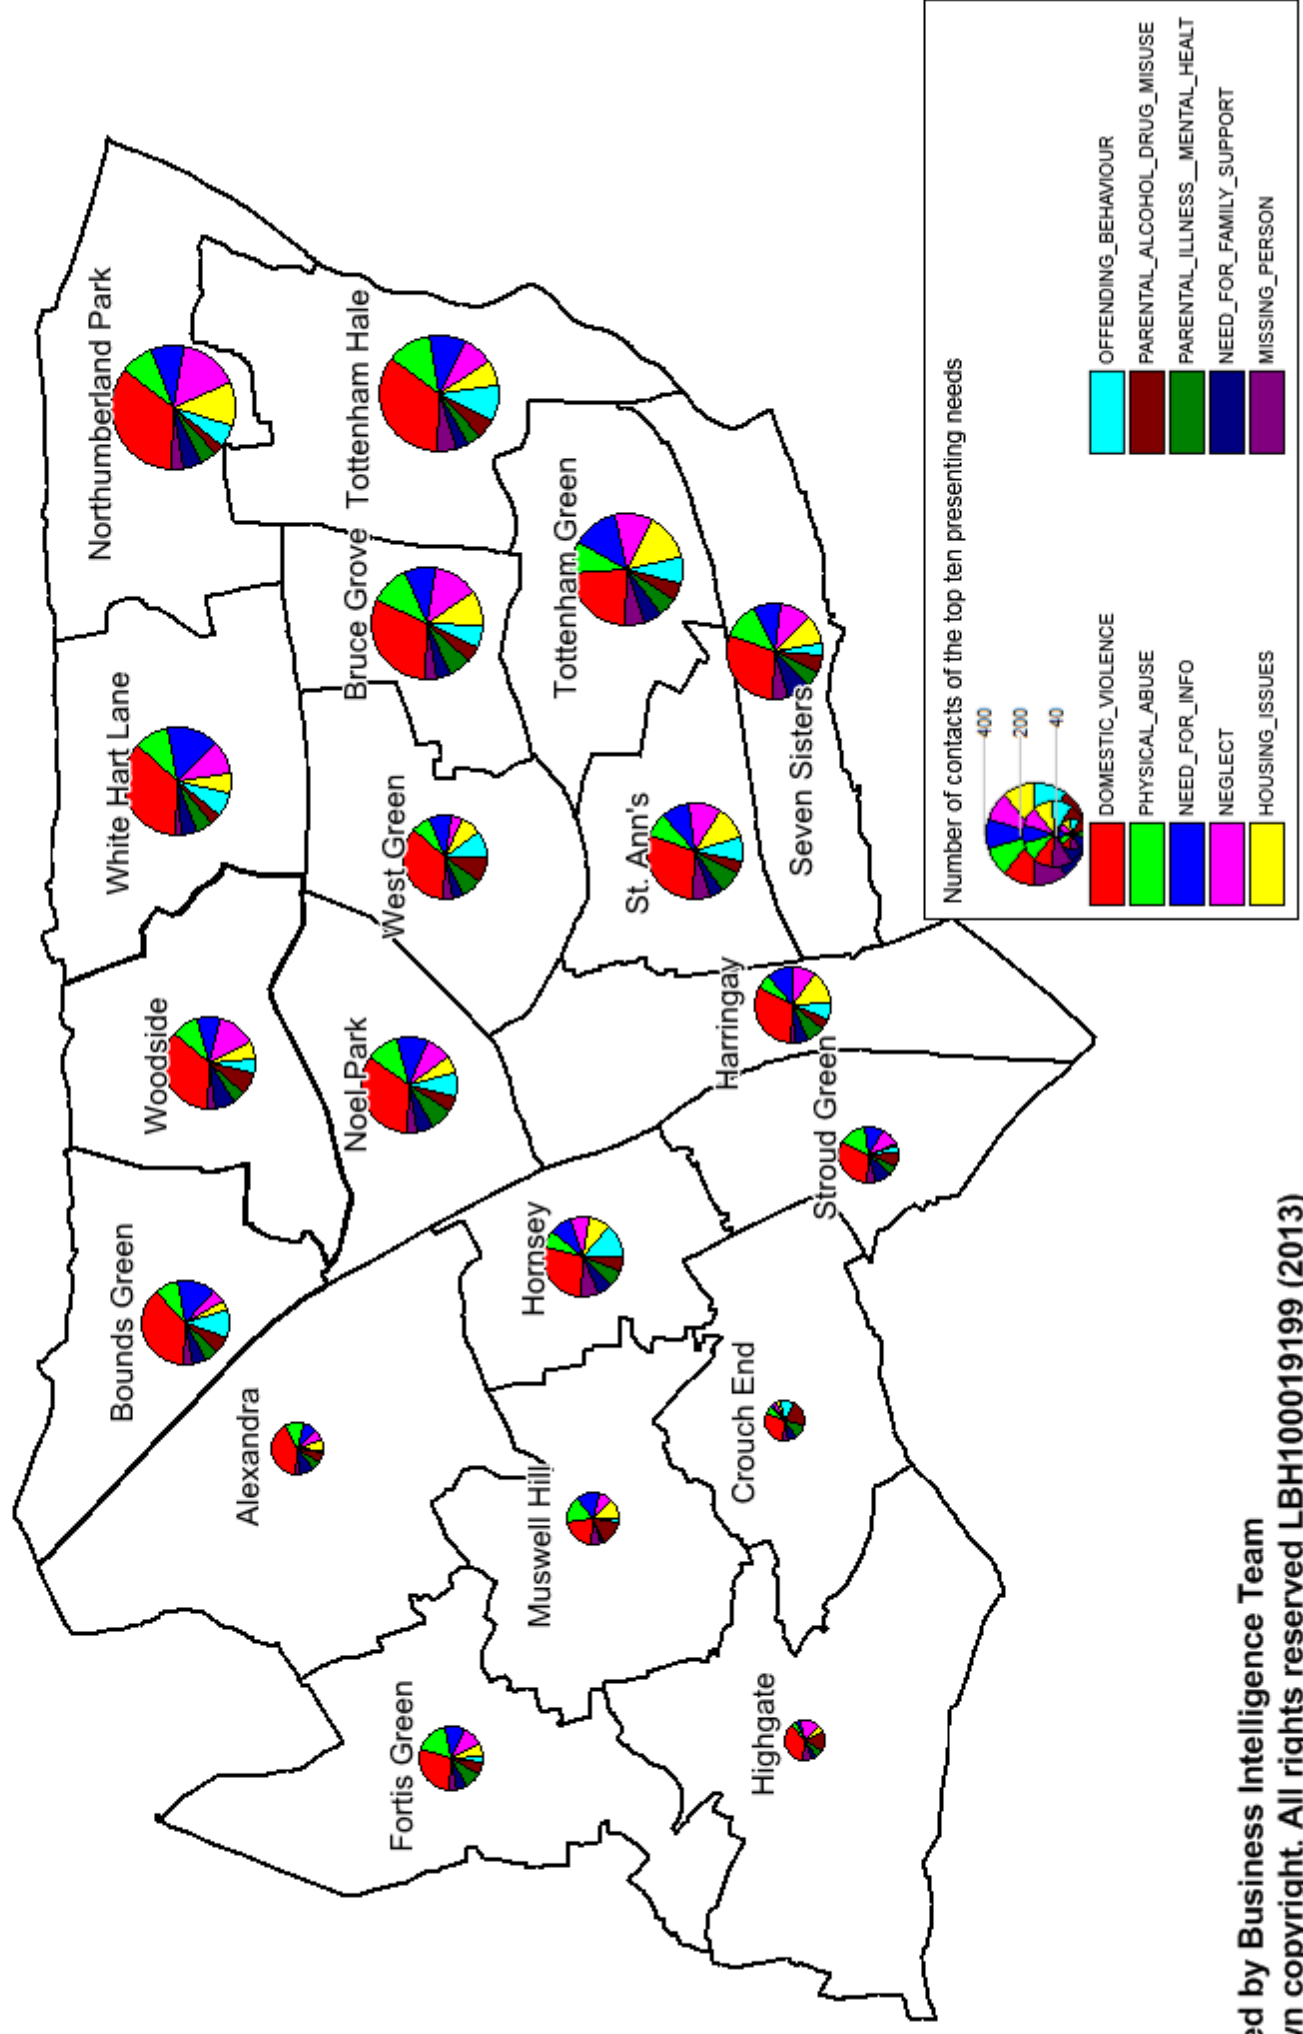 Northumberland Park
Tottenham Hale
White Hart Lane
Bruce Grove
Tottenham Green
Woodside
West Green
St. Ann's
Seven Sisters
Noel Park
Harringay
Bounds Green
Hornsey
Stroud Green
Alexandra
Muswell Hill
Crouch End
Fortis Green
Highgate
Number of contacts of the top ten presenting needs
400
200
40
DOMESTIC_VIOLENCE
PHYSICAL_ABUSE
NEED_FOR_INFO
NEGLECT
HOUSING_ISSUES
OFFENDING_BEHAVIOUR
PARENTAL_ALCOHOL_DRUG_MISUSE
PARENTAL_ILLNESS__MENTAL_HEALT
NEED_FOR_FAMILY_SUPPORT
MISSING_PERSON
ed by Business Intelligence Team
wn copyright. All rights reserved LBH100019199 (2013)